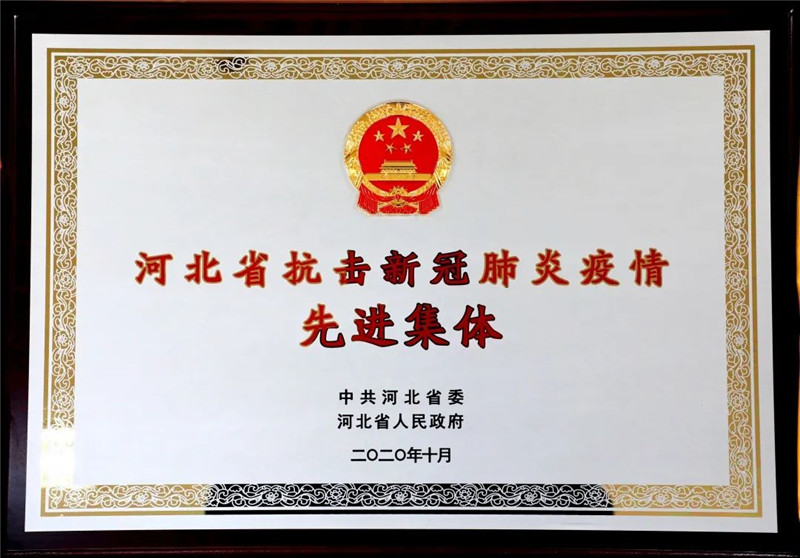 河北省抗击新冠肺炎疫情
先进集体
中共河北省委
河北省人民政府
二〇二〇年十月